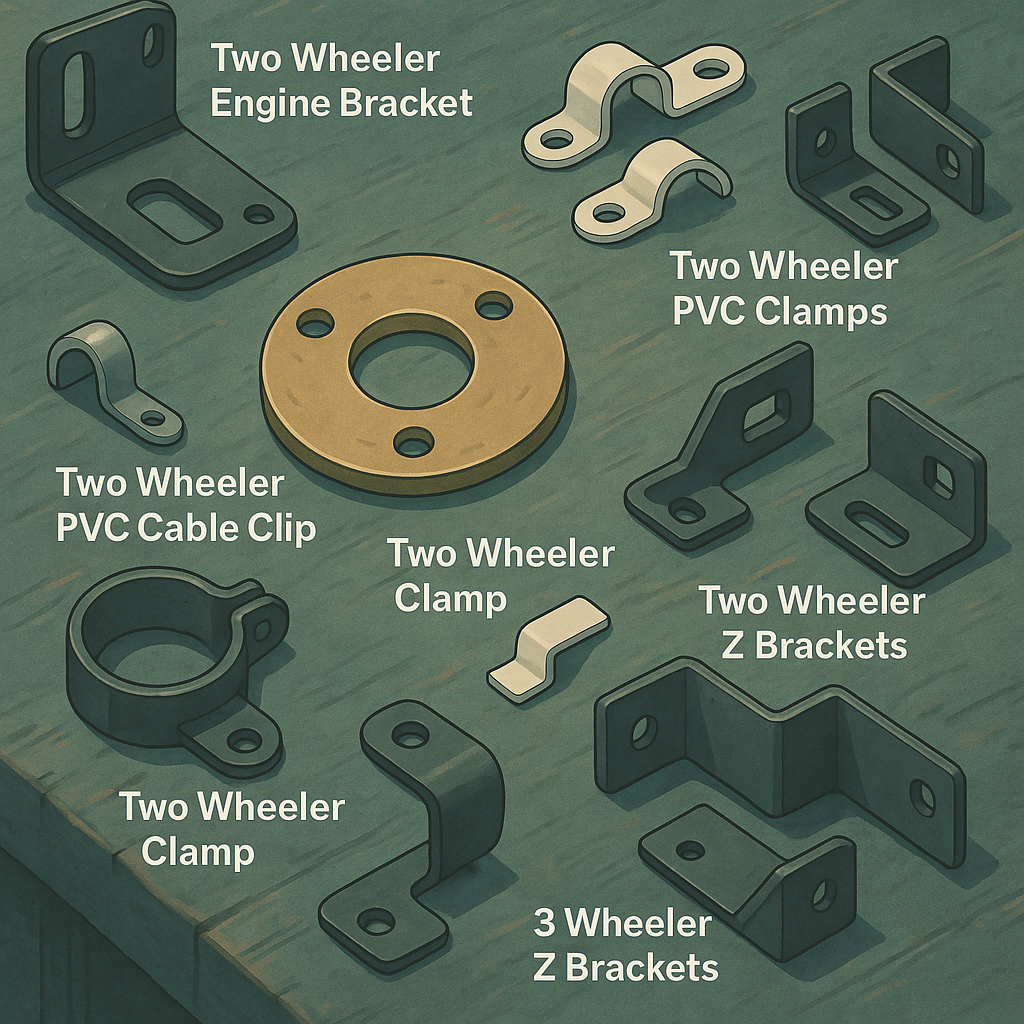 Two Wheeler
Engine Bracket
Two Wheeler
PVC Clamps
Two Wheeler
PVC Cable Clip
Two Wheeler
Clamp
Two Wheeler
Z Brackets
Two Wheeler
Clamp
3 Wheeler
Z Brackets